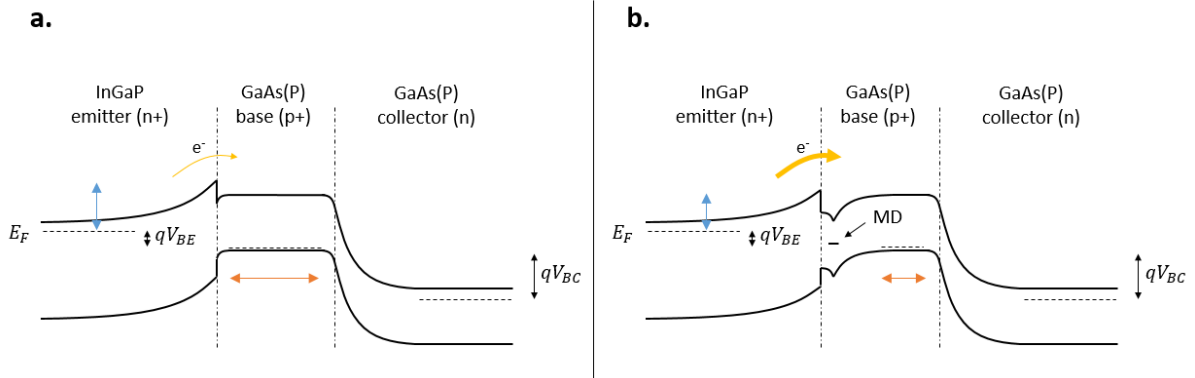 a.
InGaP
emitter (n+)
GaAs(P)
base (p+)
GaAs(P)
collector (n)
e-
E_F
qV_BE
qV_BC
b.
InGaP
emitter (n+)
GaAs(P)
base (p+)
GaAs(P)
collector (n)
e-
MD
E_F
qV_BE
qV_BC